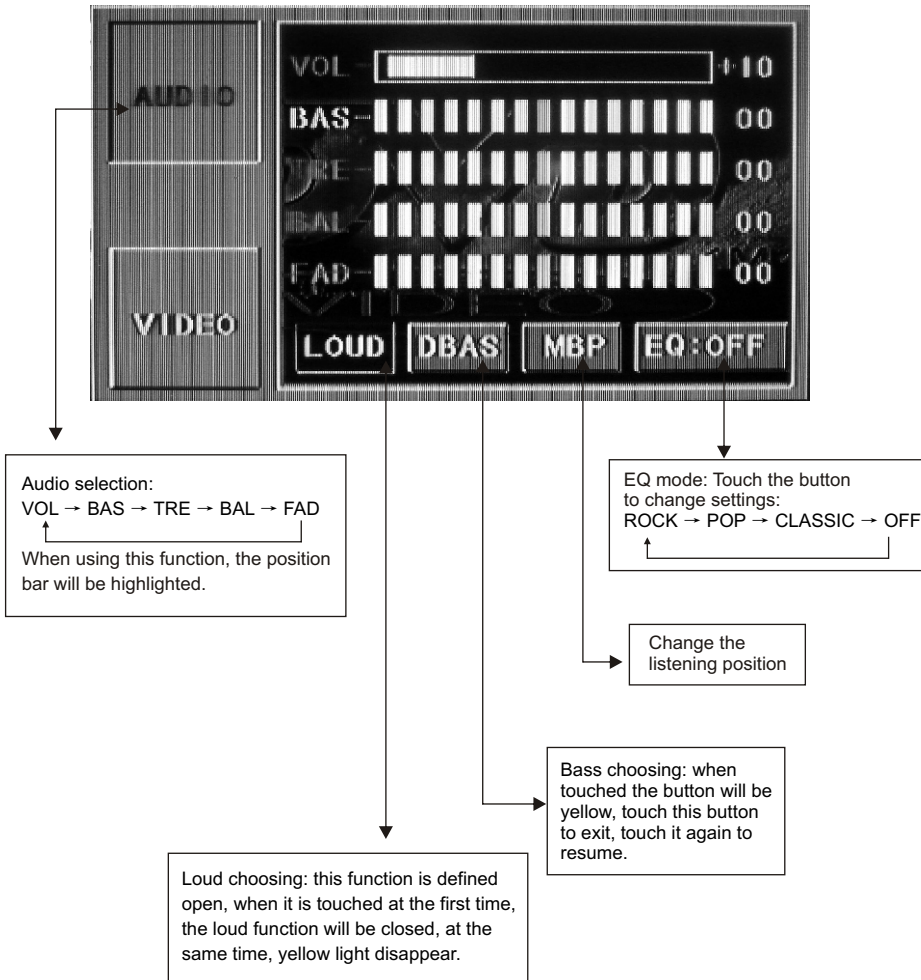 AUDIO
VIDEO
VOL +10
BAS 00
TRE 00
BAL 00
FAD 00
LOUD DBAS MBP EQ:OFF
Audio selection:
VOL → BAS → TRE → BAL → FAD
When using this function, the position
bar will be highlighted.
EQ mode: Touch the button
to change settings:
ROCK → POP → CLASSIC → OFF
Change the
listening position
Bass choosing: when
touched the button will be
yellow, touch this button
to exit, touch it again to
resume.
Loud choosing: this function is defined
open, when it is touched at the first time,
the loud function will be closed, at the
same time, yellow light disappear.